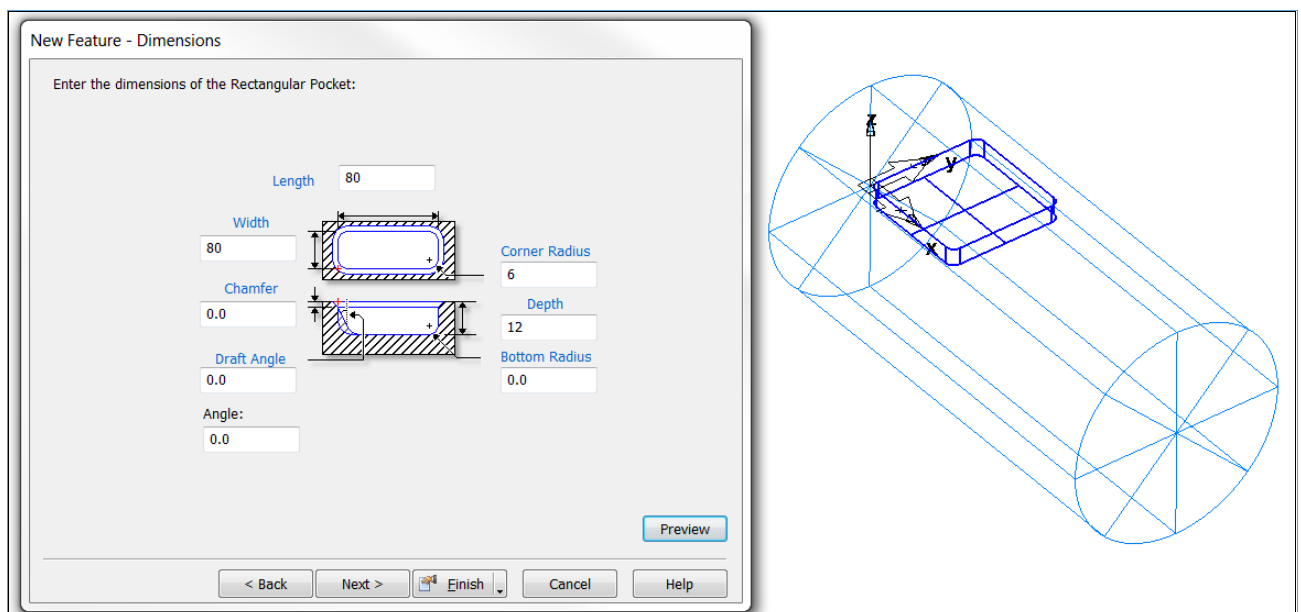 New Feature - Dimensions
Enter the dimensions of the Rectangular Pocket:
Length 80
Width
80
Corner Radius
6
Chamfer
0.0
Depth
12
Draft Angle
0.0
Bottom Radius
0.0
Angle:
0.0
Preview
< Back Next > Finish Cancel Help
z
y
x